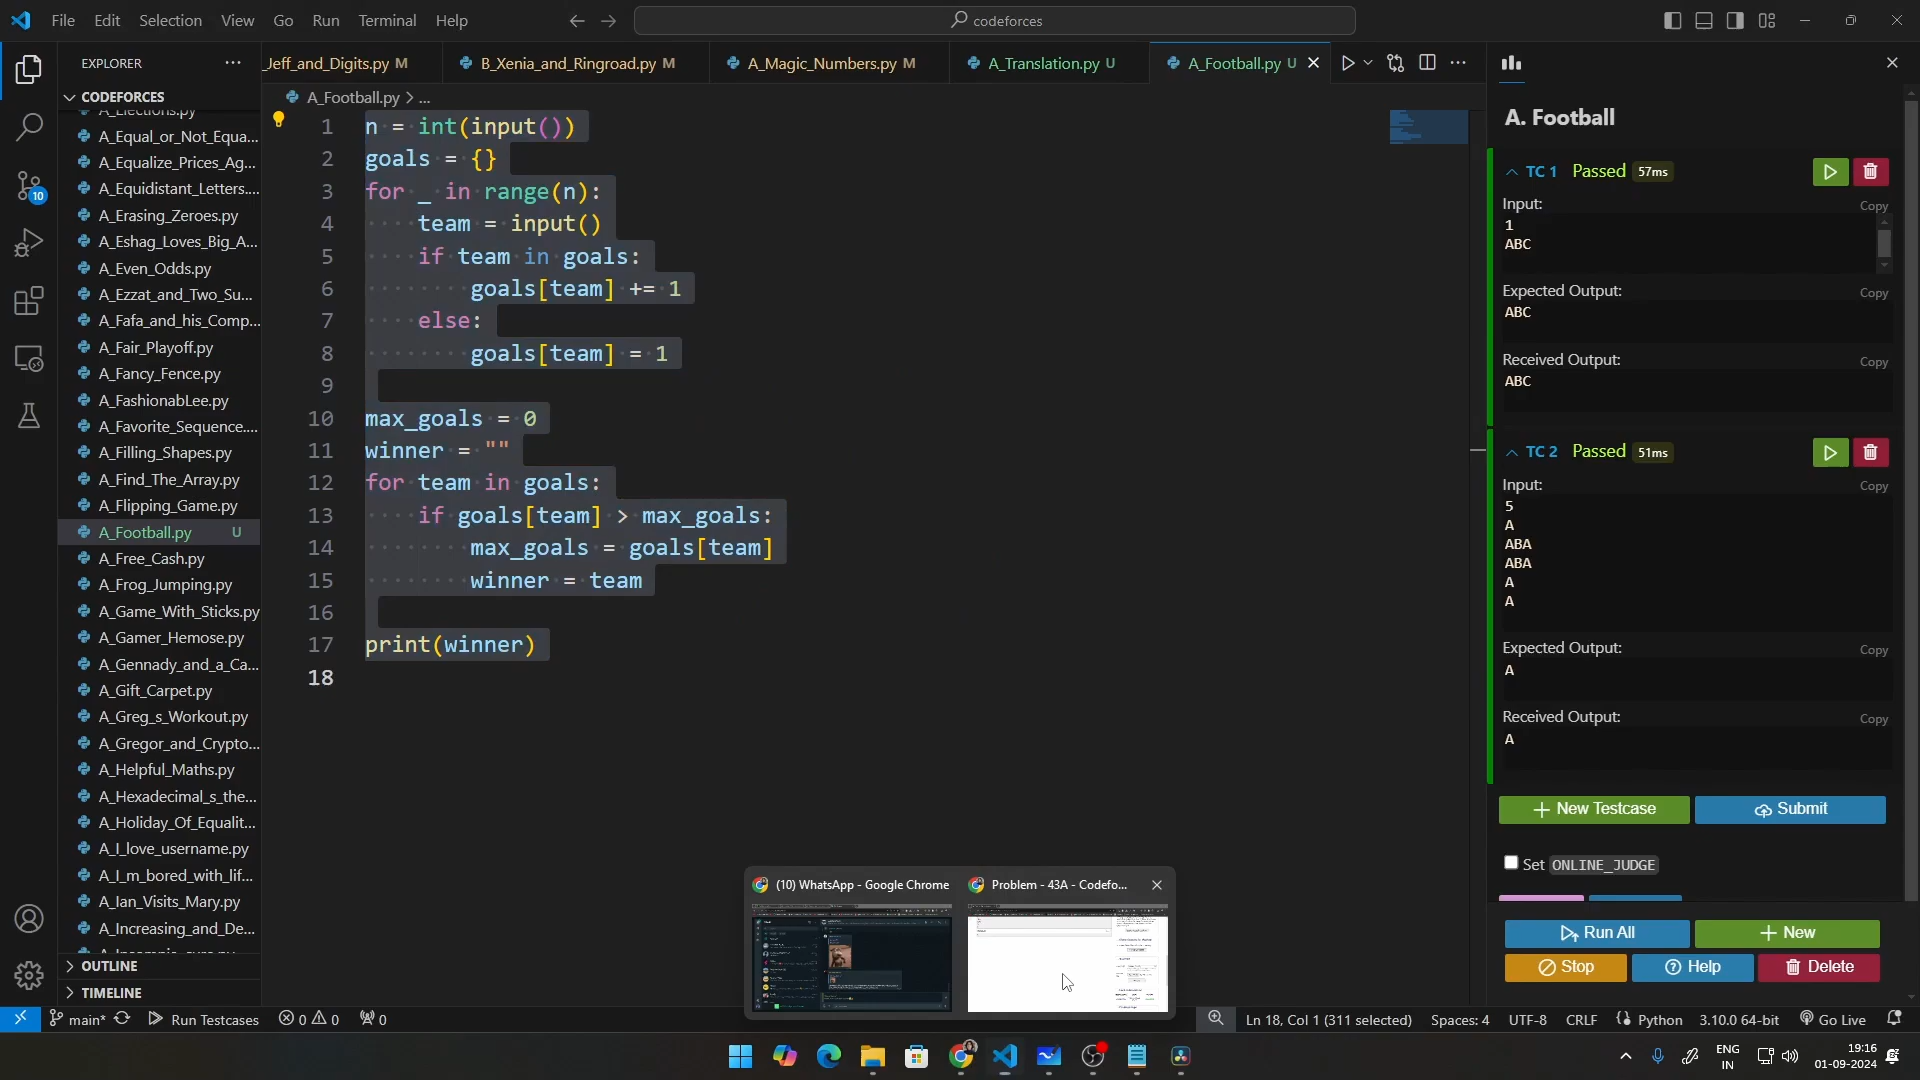 File Edit Selection View Go Run Terminal Help
codeforces
EXPLORER
CODEFORCES
A_Elections.py
A_Equal_or_Not_Equa...
A_Equalize_Prices_Ag...
A_Equidistant_Letters....
A_Erasing_Zeroes.py
A_Eshag_Loves_Big_A...
A_Even_Odds.py
A_Ezzat_and_Two_Su...
A_Fafa_and_his_Comp...
A_Fair_Playoff.py
A_Fancy_Fence.py
A_FashionabLee.py
A_Favorite_Sequence....
A_Filling_Shapes.py
A_Find_The_Array.py
A_Flipping_Game.py
A_Football.py U
A_Free_Cash.py
A_Frog_Jumping.py
A_Game_With_Sticks.py
A_Gamer_Hemose.py
A_Gennady_and_a_Ca...
A_Gift_Carpet.py
A_Greg_s_Workout.py
A_Gregor_and_Crypto...
A_Helpful_Maths.py
A_Hexadecimal_s_the...
A_Holiday_Of_Equalit...
A_I_love_username.py
A_I_m_bored_with_lif...
A_Ian_Visits_Mary.py
A_Increasing_and_De...
OUTLINE
TIMELINE
10
_Jeff_and_Digits.py M
B_Xenia_and_Ringroad.py M
A_Magic_Numbers.py M
A_Translation.py U
A_Football.py U
A_Football.py > ...
1 n = int(input())
2 goals = {}
3 for _ in range(n):
4 team = input()
5 if team in goals:
6 goals[team] += 1
7 else:
8 goals[team] = 1
9
10 max_goals = 0
11 winner = ""
12 for team in goals:
13 if goals[team] > max_goals:
14 max_goals = goals[team]
15 winner = team
16
17 print(winner)
18
A. Football
TC 1 Passed 57ms
Input: Copy
1
ABC
Expected Output: Copy
ABC
Received Output: Copy
ABC
TC 2 Passed 51ms
Input: Copy
5
A
ABA
ABA
A
A
Expected Output: Copy
A
Received Output: Copy
A
New Testcase
Submit
Set ONLINE_JUDGE
Run All
New
Stop
Help
Delete
(10) WhatsApp - Google Chrome
Problem - 43A - Codefo...
main* Run Testcases 0 0 0
Ln 18, Col 1 (311 selected) Spaces: 4 UTF-8 CRLF Python 3.10.0 64-bit Go Live
ENG
IN
19:16
01-09-2024